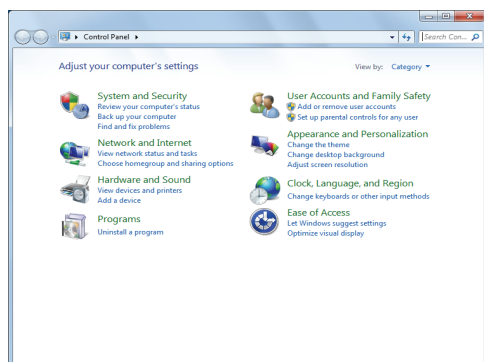 Control Panel
Search Con...
Adjust your computer's settings
View by: Category
System and Security
Review your computer's status
Back up your computer
Find and fix problems
Network and Internet
View network status and tasks
Choose homegroup and sharing options
Hardware and Sound
View devices and printers
Add a device
Programs
Uninstall a program
User Accounts and Family Safety
Add or remove user accounts
Set up parental controls for any user
Appearance and Personalization
Change the theme
Change desktop background
Adjust screen resolution
Clock, Language, and Region
Change keyboards or other input methods
Ease of Access
Let Windows suggest settings
Optimize visual display